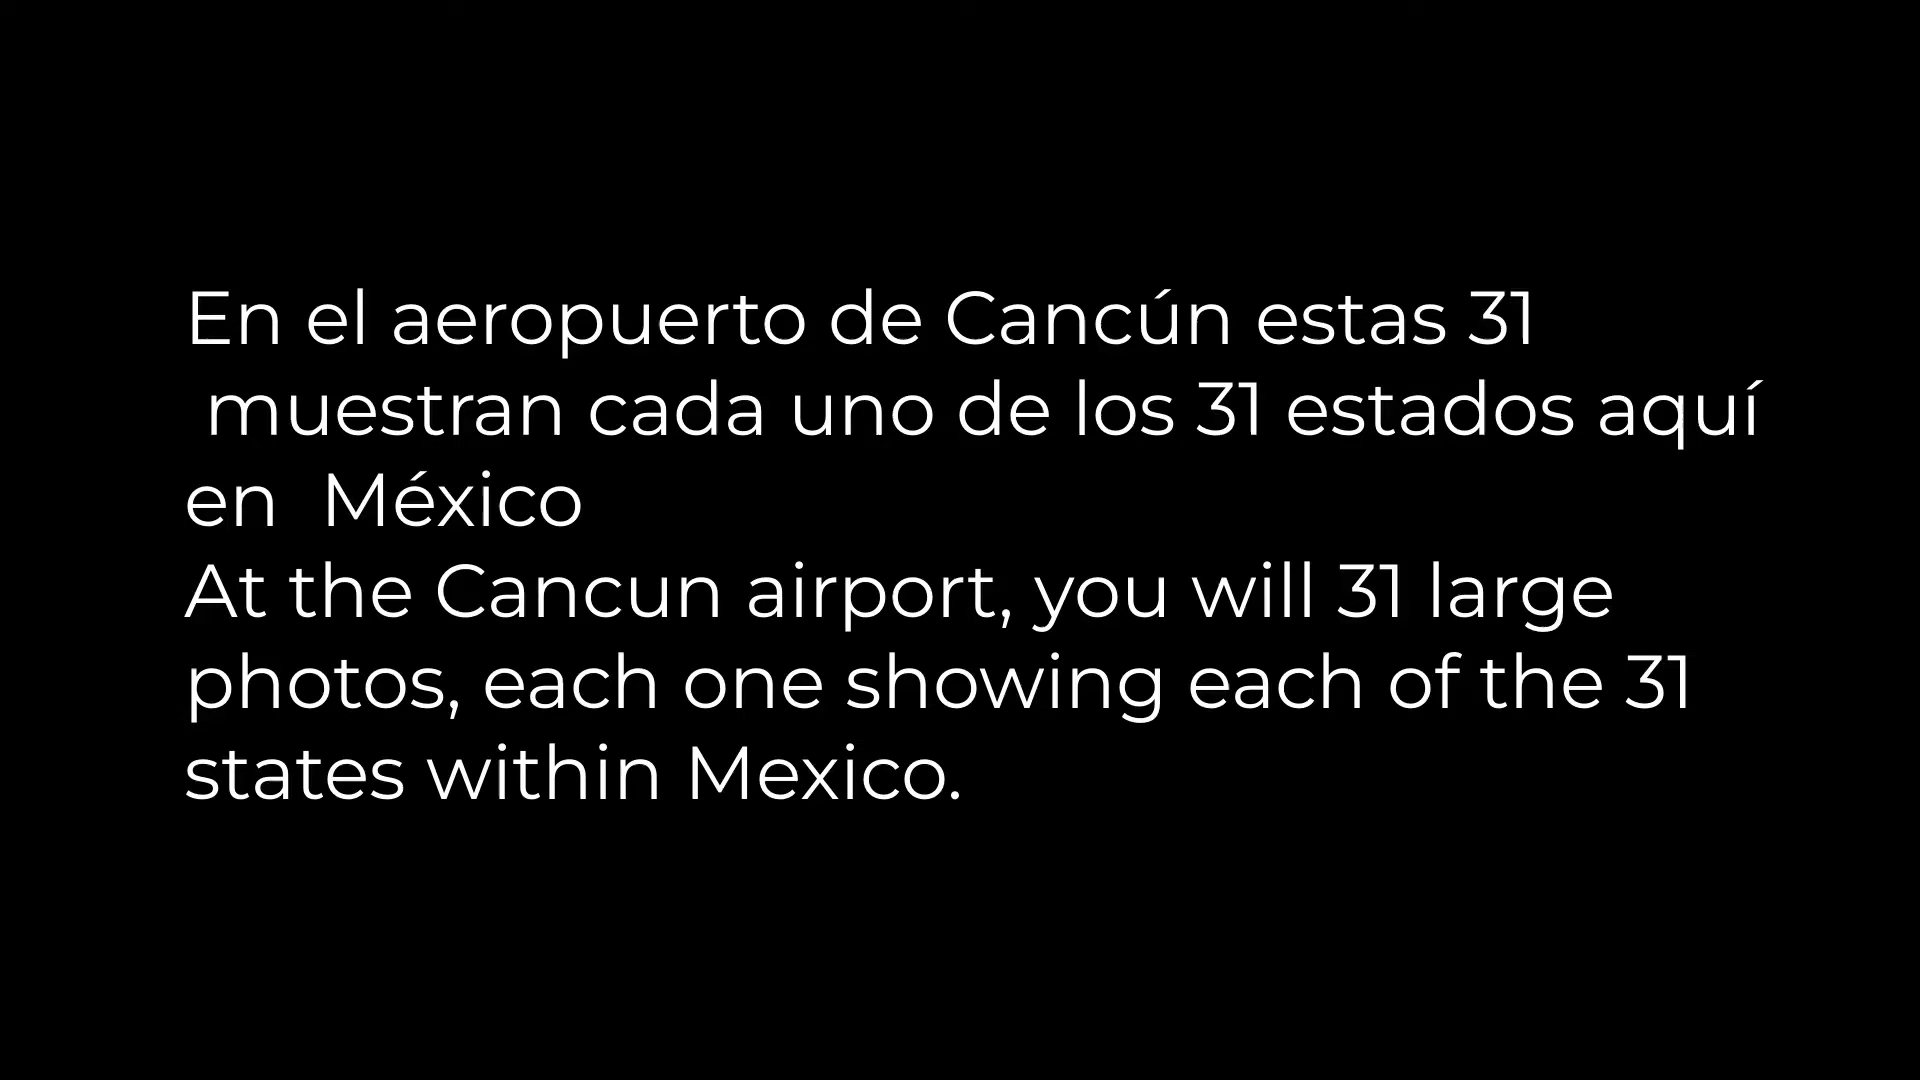 En el aeropuerto de Cancún estas 31
muestran cada uno de los 31 estados aquí
en  México
At the Cancun airport, you will 31 large
photos, each one showing each of the 31
states within Mexico.